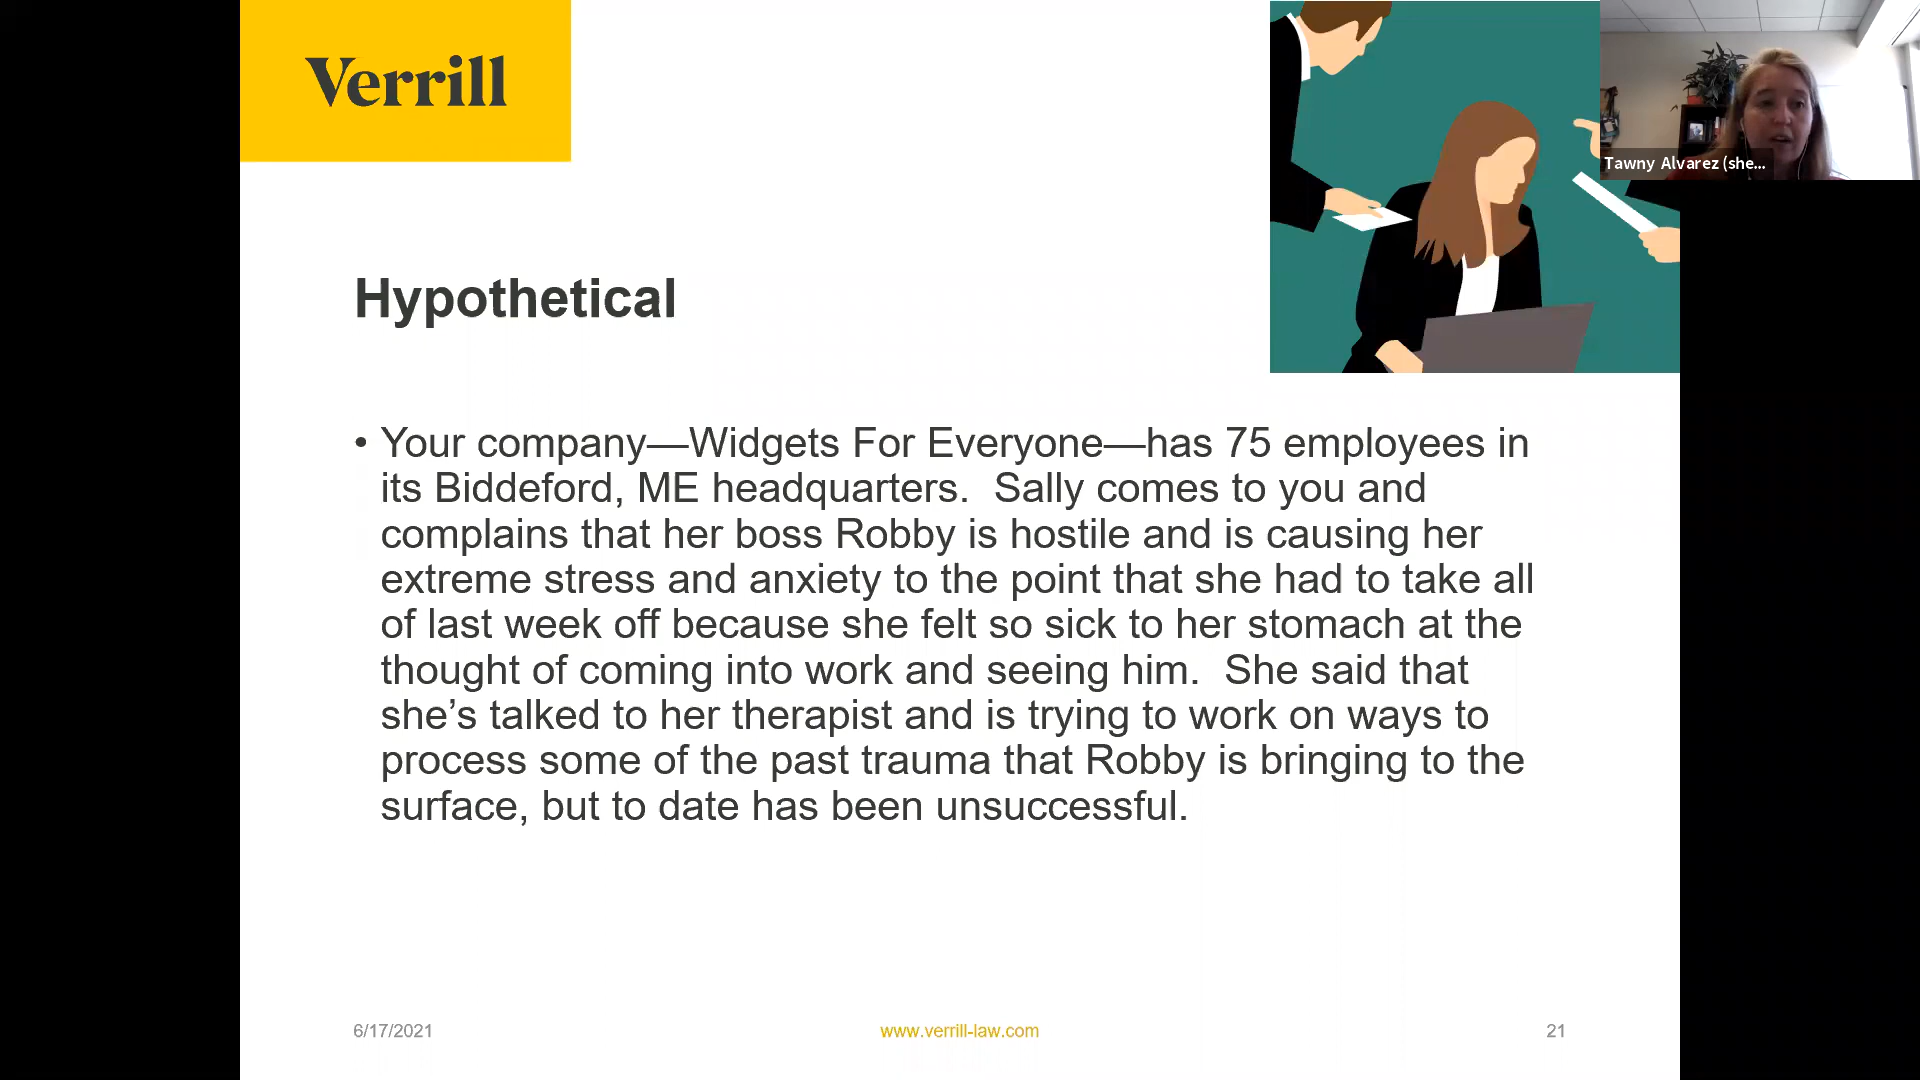 Verrill
Tawny Alvarez (she...
Hypothetical
• Your company—Widgets For Everyone—has 75 employees in
its Biddeford, ME headquarters.  Sally comes to you and
complains that her boss Robby is hostile and is causing her
extreme stress and anxiety to the point that she had to take all
of last week off because she felt so sick to her stomach at the
thought of coming into work and seeing him.  She said that
she’s talked to her therapist and is trying to work on ways to
process some of the past trauma that Robby is bringing to the
surface, but to date has been unsuccessful.
6/17/2021
www.verrill-law.com
21